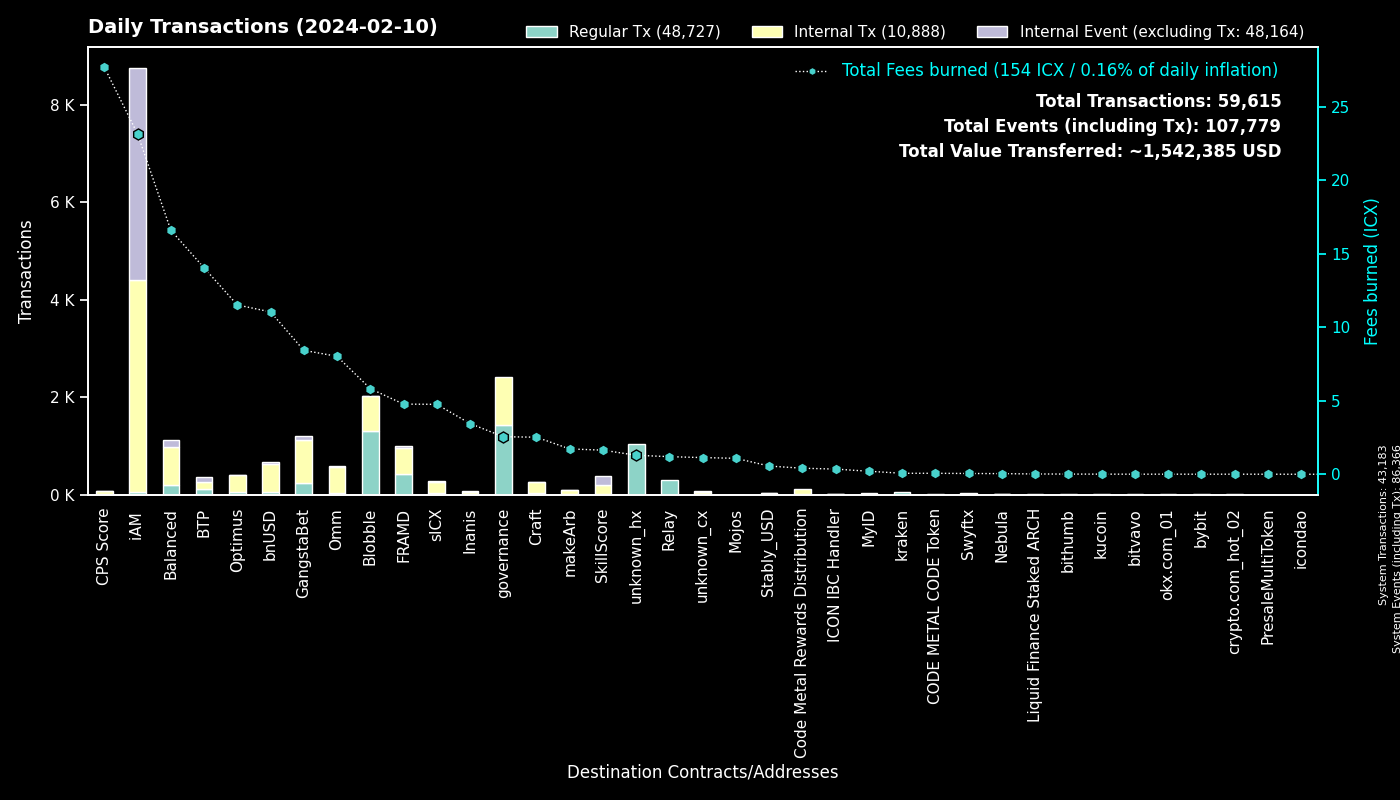 Daily Transactions (2024-02-10)
Regular Tx (48,727)
Internal Tx (10,888)
Internal Event (excluding Tx: 48,164)
Total Fees burned (154 ICX / 0.16% of daily inflation)
Total Transactions: 59,615
Total Events (including Tx): 107,779
Total Value Transferred: ~1,542,385 USD
Transactions
8 K
6 K
4 K
2 K
0 K
25
20
15
10
5
0
Fees burned (ICX)
CPS Score
iAM
Balanced
BTP
Optimus
bnUSD
GangstaBet
Omm
Blobble
FRAMD
sICX
Inanis
governance
Craft
makeArb
SkillScore
unknown_hx
Relay
unknown_cx
Mojos
Stably_USD
Code Metal Rewards Distribution
ICON IBC Handler
MyID
kraken
CODE METAL CODE Token
Swyftx
Nebula
Liquid Finance Staked ARCH
bithumb
kucoin
bitvavo
okx.com_01
bybit
crypto.com_hot_02
PresaleMultiToken
icondao
Destination Contracts/Addresses
System Transactions: 43,183
System Events (including Tx): 86,366